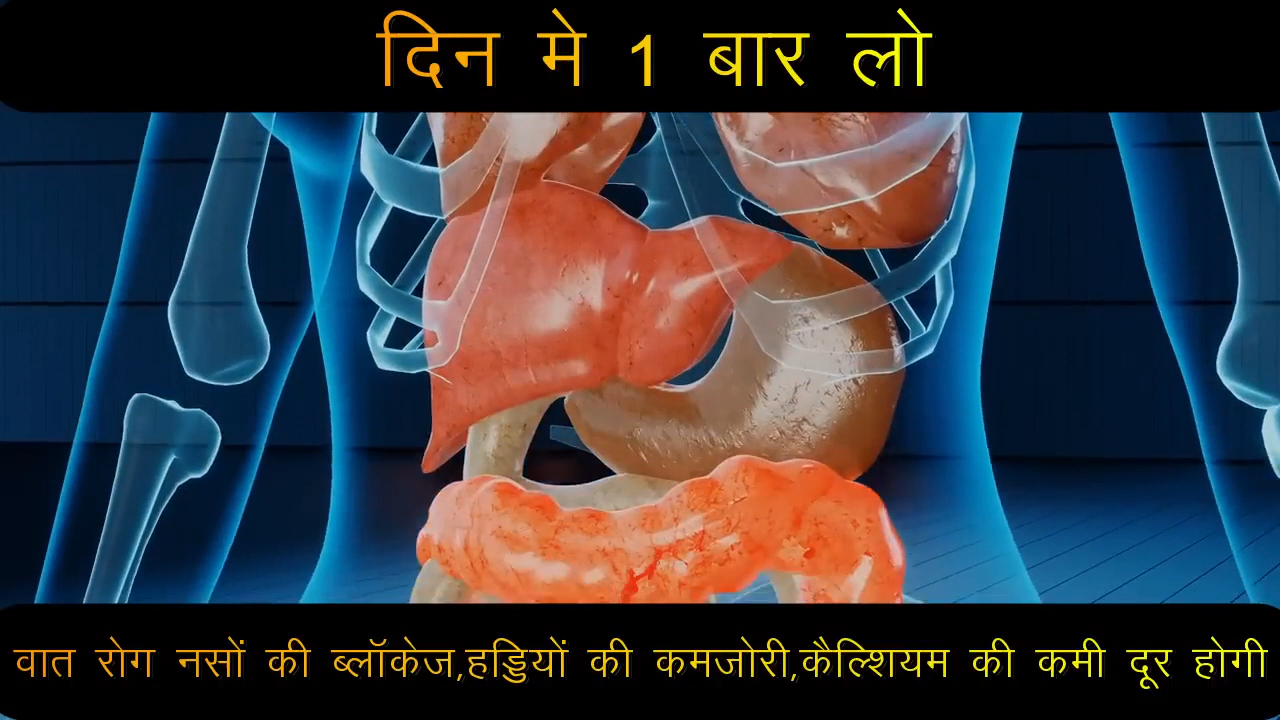 दिन मे 1 बार लो
वात रोग नसों की ब्लॉकेज,हड्डियों की कमजोरी,कैल्शियम की कमी दूर होगी